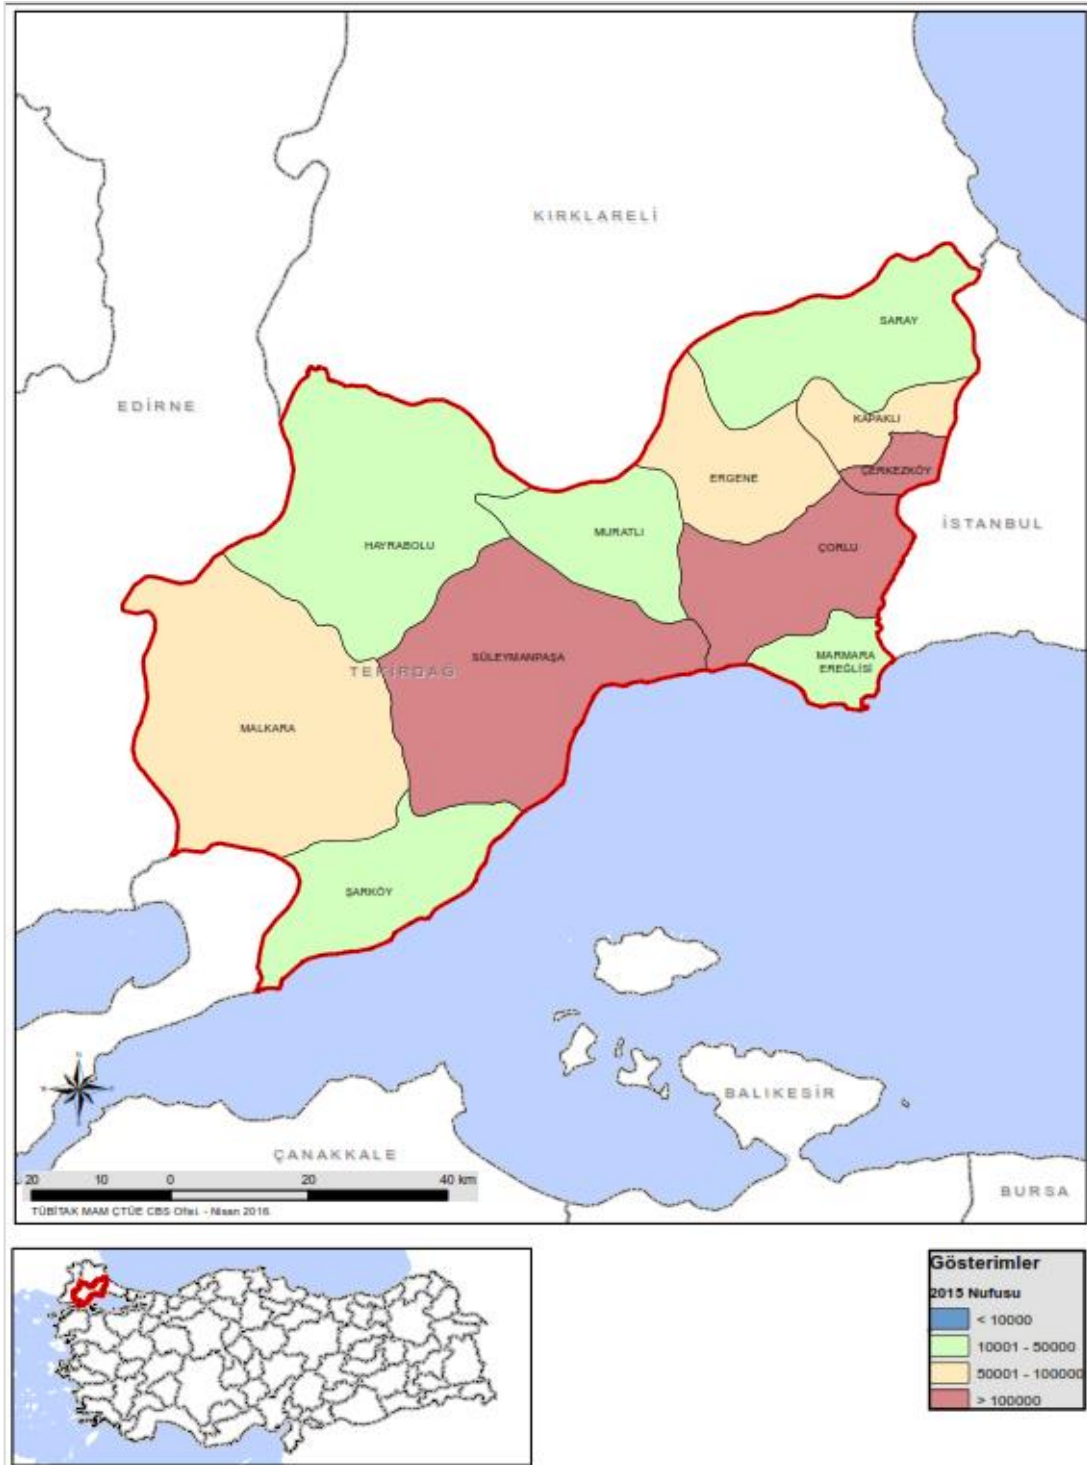 KIRKLARELİ
SARAY
EDİRNE
KAPAKLI
ÇERKEZKÖY
ERGENE
İSTANBUL
MURATLI
HAYRABOLU
ÇORLU
SÜLEYMANPAŞA
MARMARA
EREĞLİSİ
TEKİRDAĞ
MALKARA
ŞARKÖY
BALIKESİR
ÇANAKKALE
BURSA
20 10 0 20 40 km
TÜBİTAK MAM ÇTÜE CBS Ofisi. - Nisan 2016
Gösterimler
2015 Nufusu
< 10000
10001 - 50000
50001 - 100000
> 100000